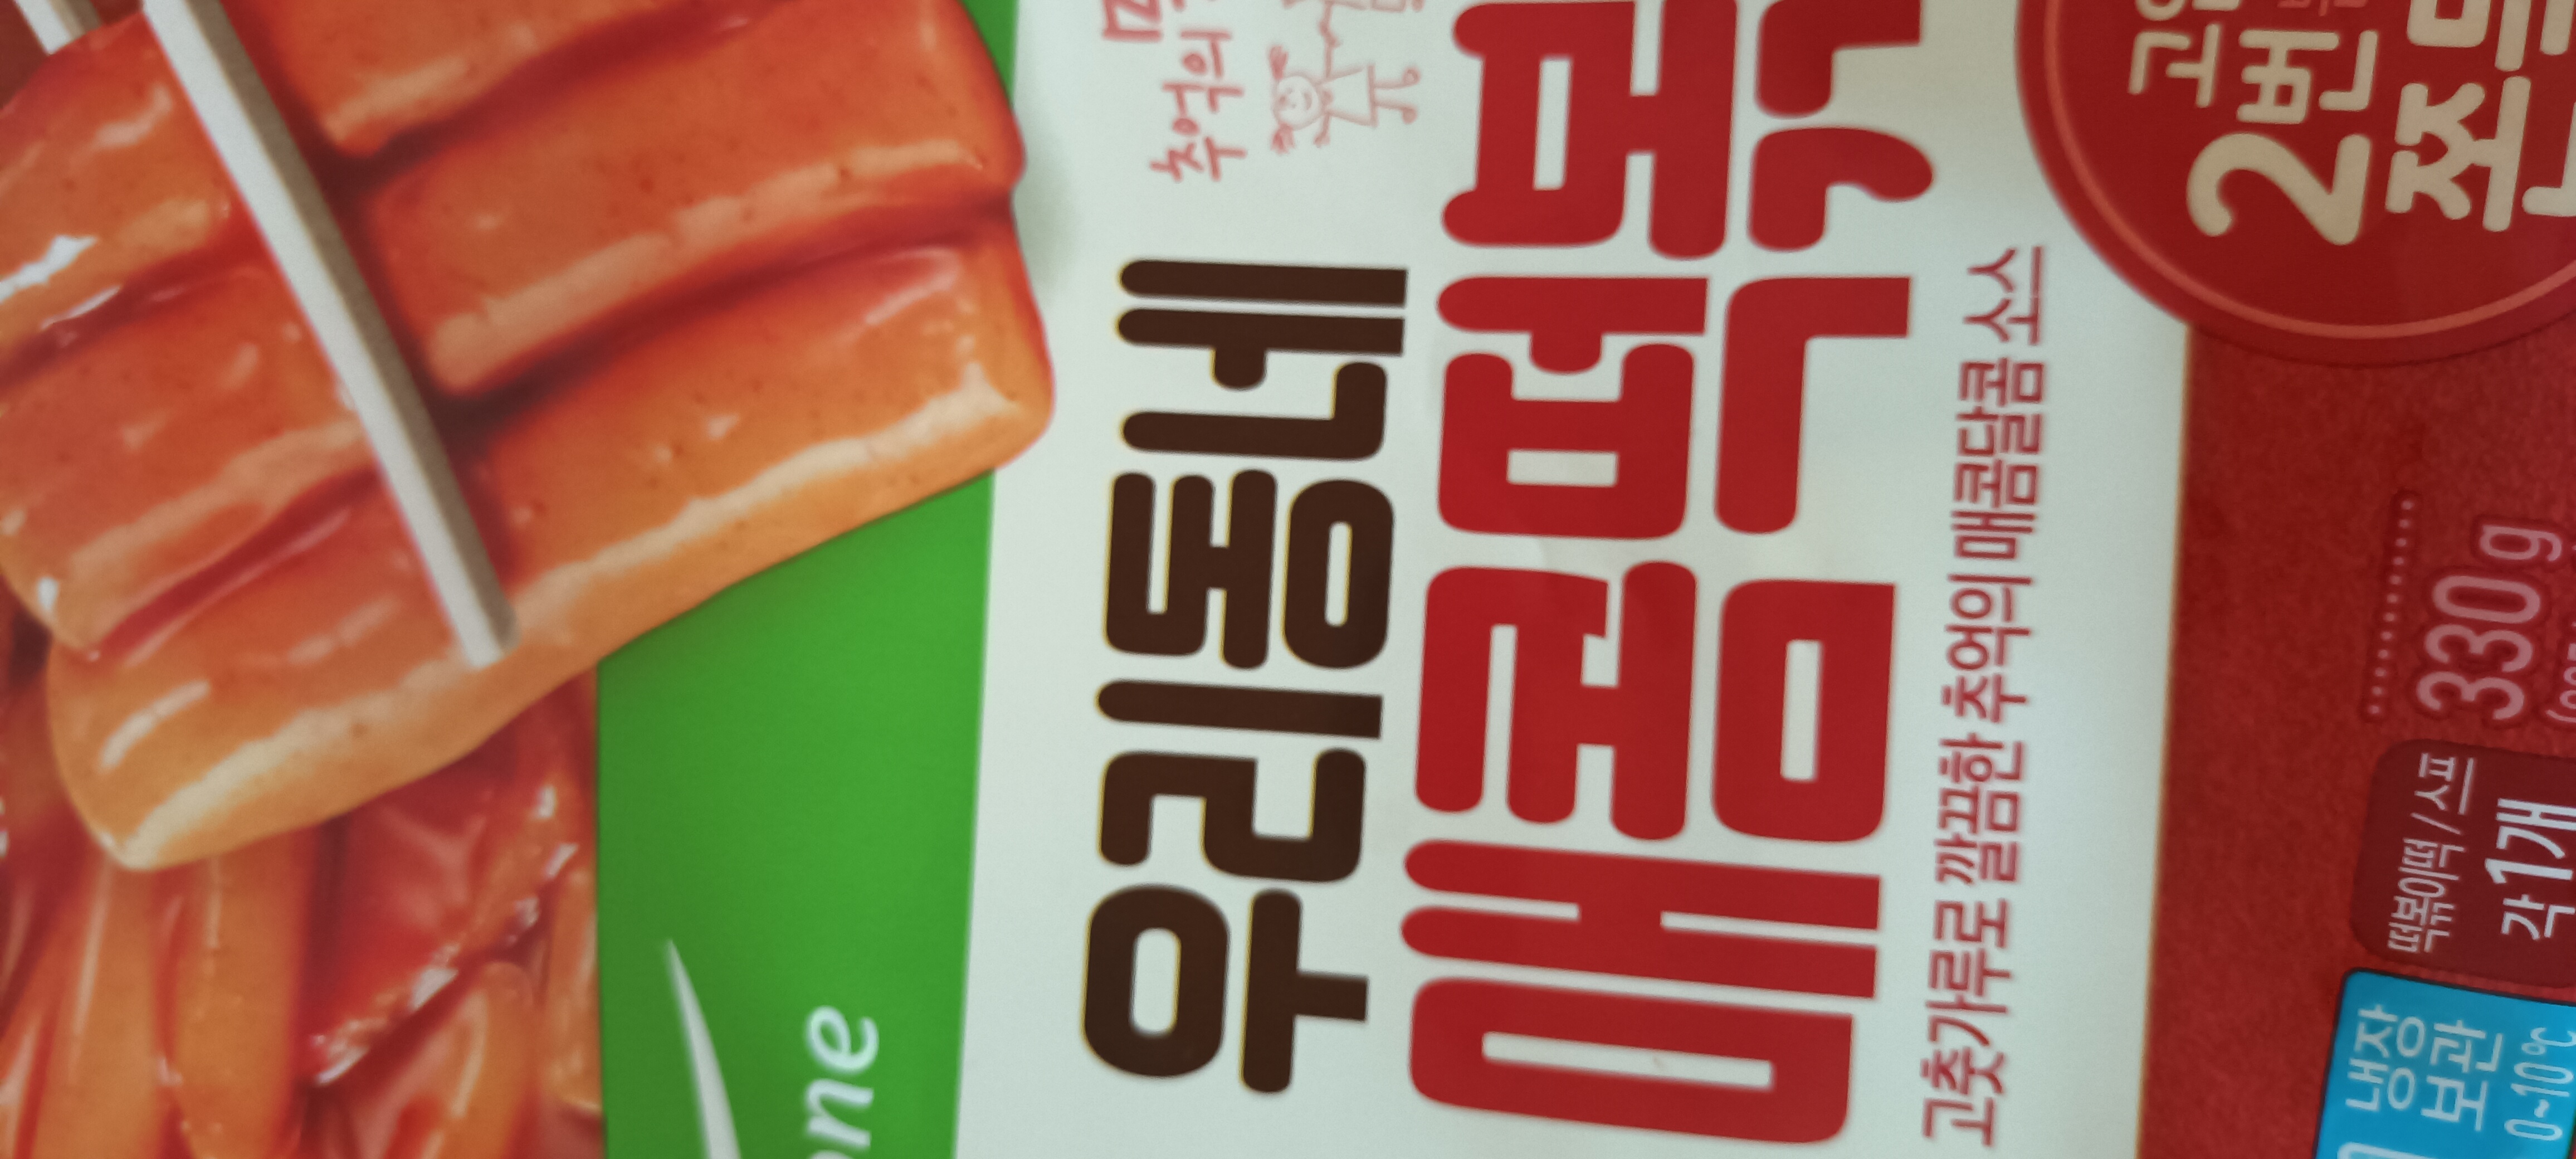 추억의
우리동네
매콤떡볶
고춧가루로 깔끔한 추억의 매콤달콤 소스
2번
쫀
330 g
떡볶이떡 / 스프
각1개
냉장
보관
0~10℃